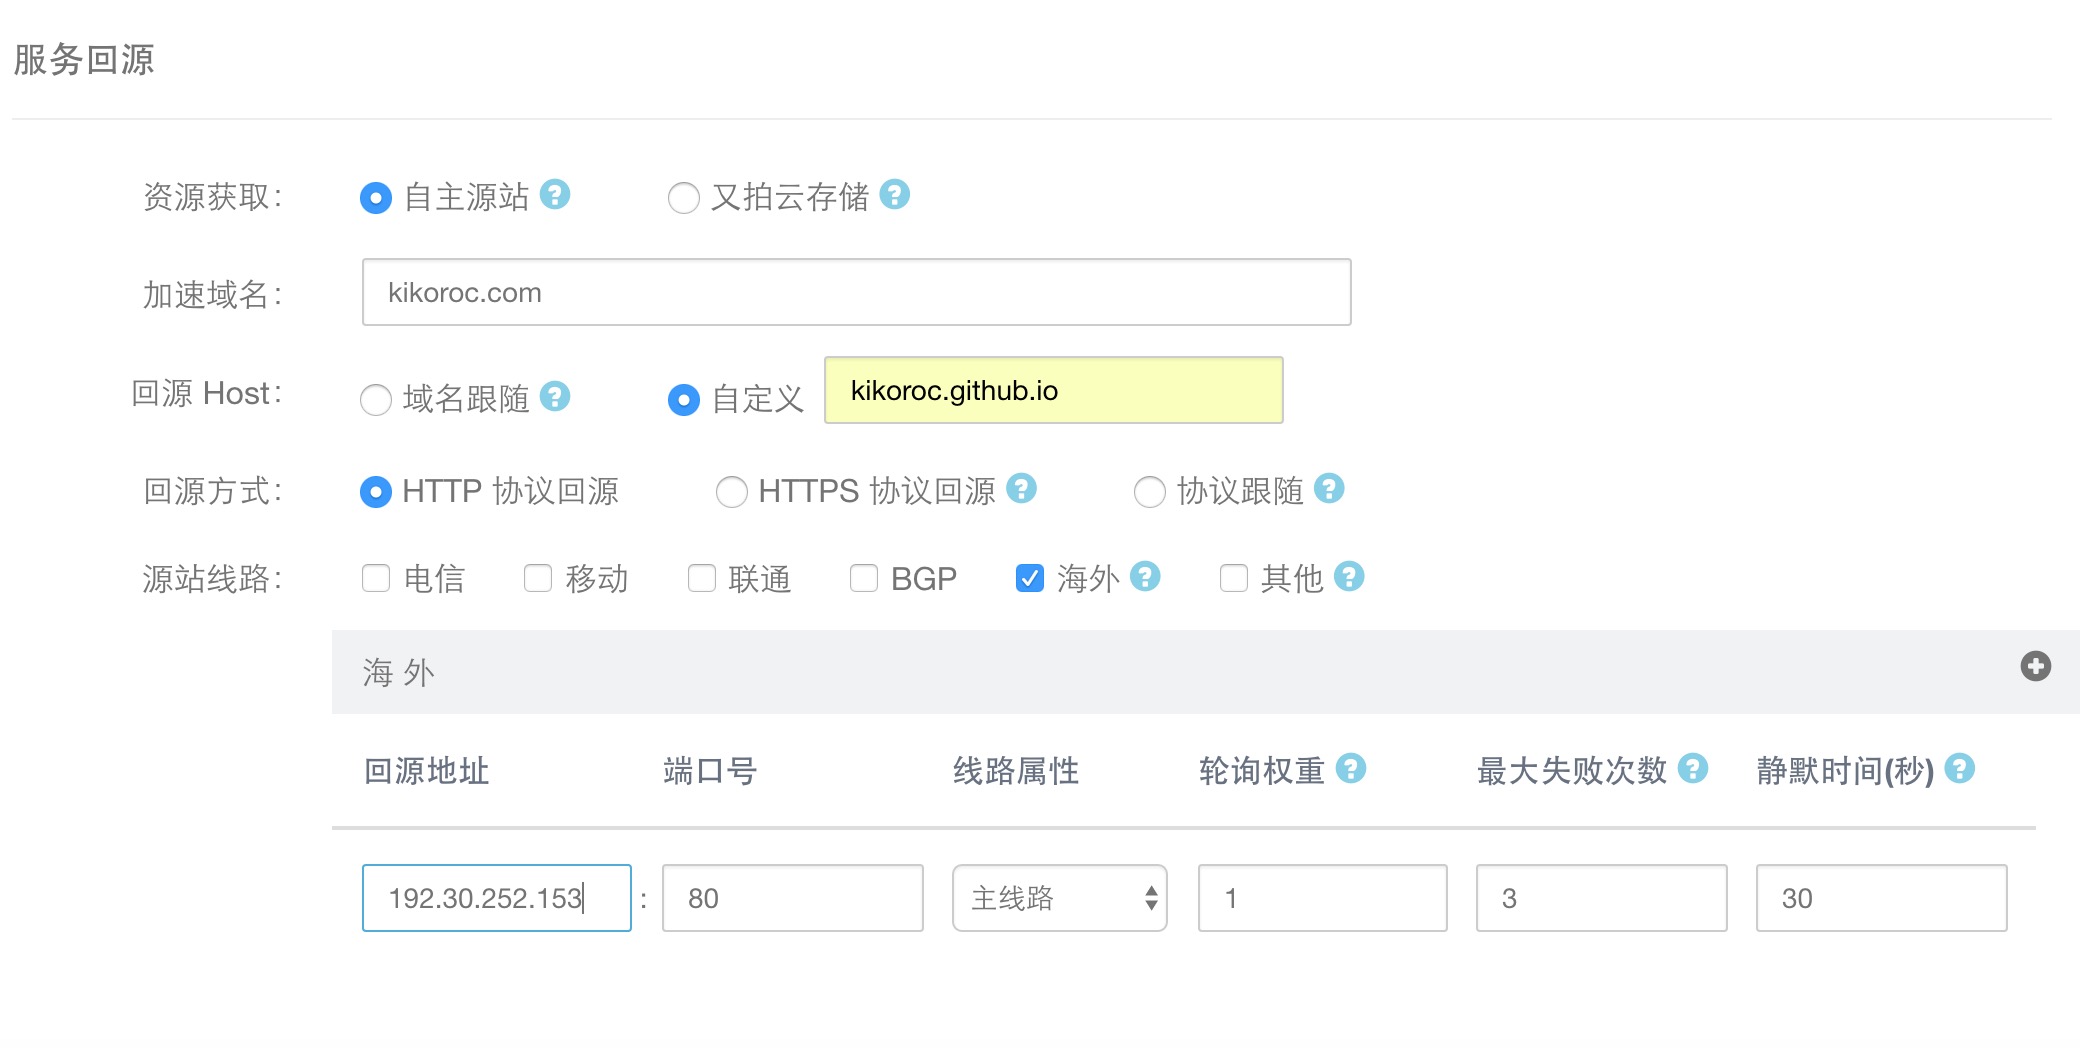 服务回源
资源获取: 自主源站 ? 又拍云存储 ?
加速域名: kikoroc.com
回源 Host: 域名跟随 ? 自定义 kikoroc.github.io
回源方式: HTTP 协议回源 HTTPS 协议回源 ? 协议跟随 ?
源站线路: 电信 移动 联通 BGP 海外 ? 其他 ?
海 外
回源地址 端口号 线路属性 轮询权重 ? 最大失败次数 ? 静默时间(秒) ?
192.30.252.153 : 80 主线路 1 3 30